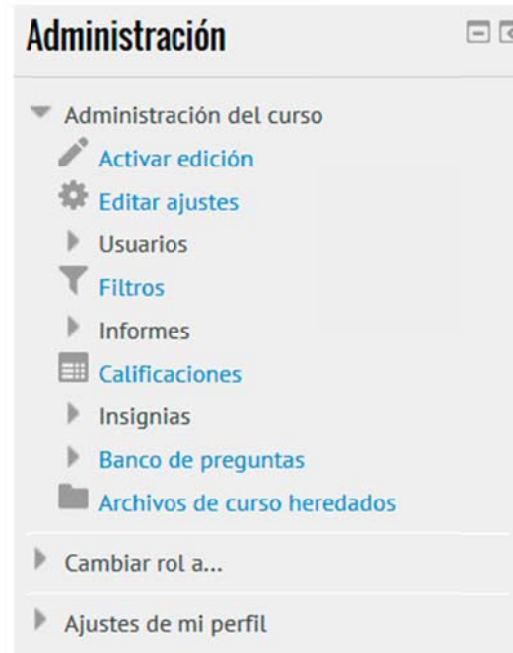 Administración
Administración del curso
Activar edición
Editar ajustes
Usuarios
Filtros
Informes
Calificaciones
Insignias
Banco de preguntas
Archivos de curso heredados
Cambiar rol a...
Ajustes de mi perfil